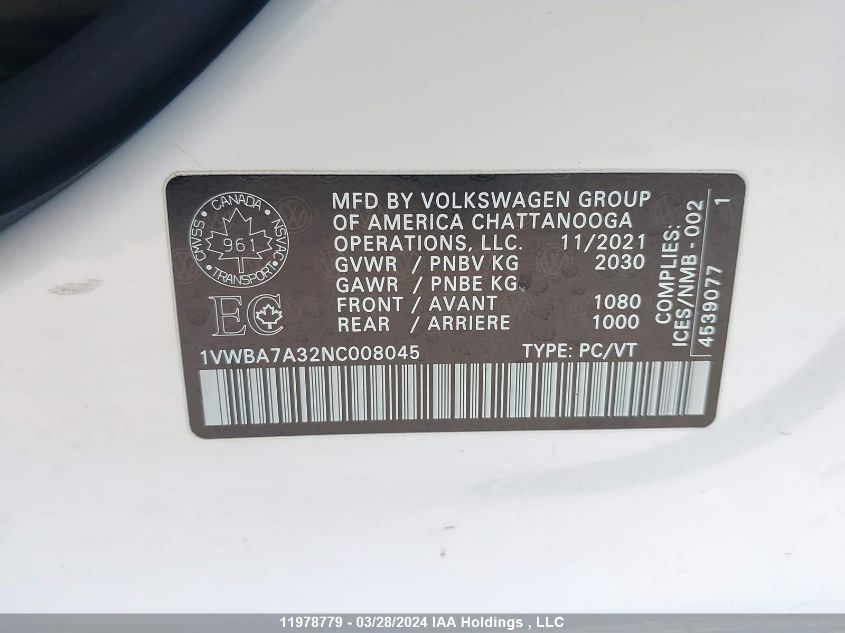 CANADA
CMVSS · NSVAC
961
TRANSPORT
EC
MFD BY VOLKSWAGEN GROUP
OF AMERICA CHATTANOOGA
OPERATIONS, LLC. 11/2021
GVWR / PNBV KG 2030
GAWR / PNBE KG
FRONT / AVANT 1080
REAR / ARRIERE 1000
1VWBA7A32NC008045 TYPE: PC/VT
COMPLIES:
ICES/NMB - 002
4539077 1
11978779 - 03/28/2024 IAA Holdings , LLC